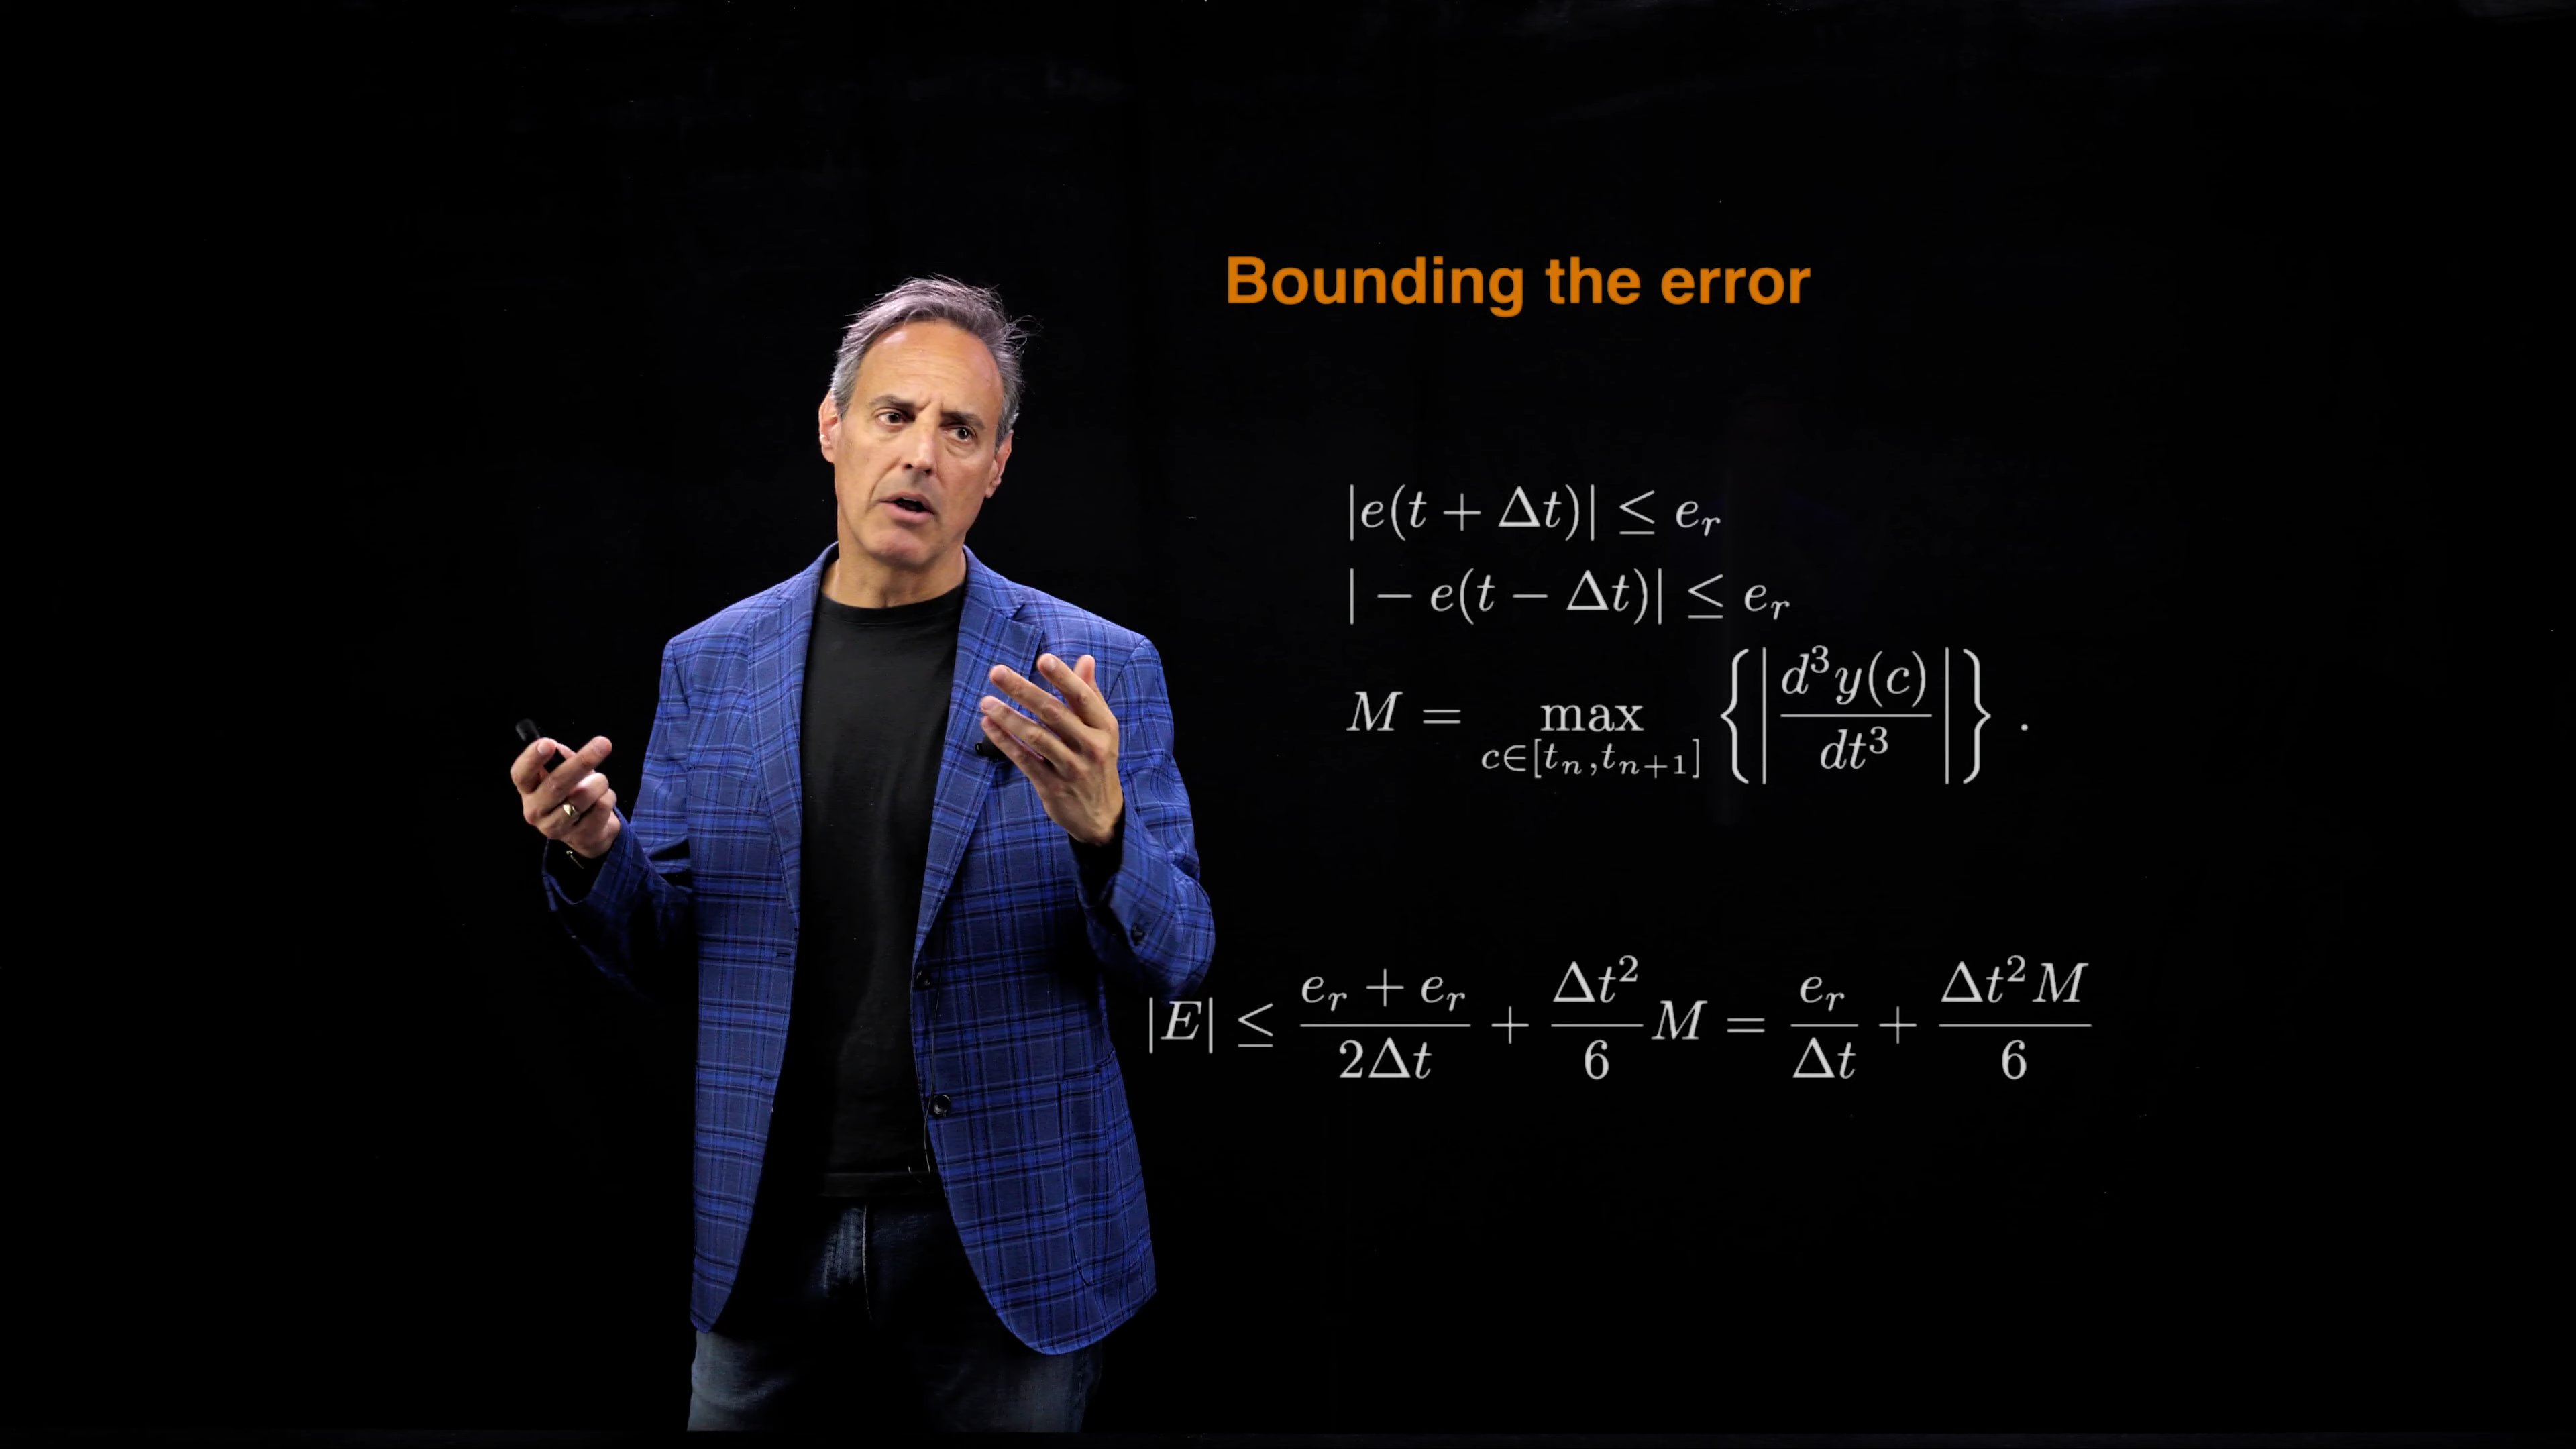 Bounding the error
|e(t + Δt)| ≤ e_r
| − e(t − Δt)| ≤ e_r
M = max_{c∈[t_n,t_{n+1}]} { | d³y(c) / dt³ | } .
|E| ≤ (e_r + e_r) / (2Δt) + (Δt² / 6) M = e_r / Δt + Δt²M / 6